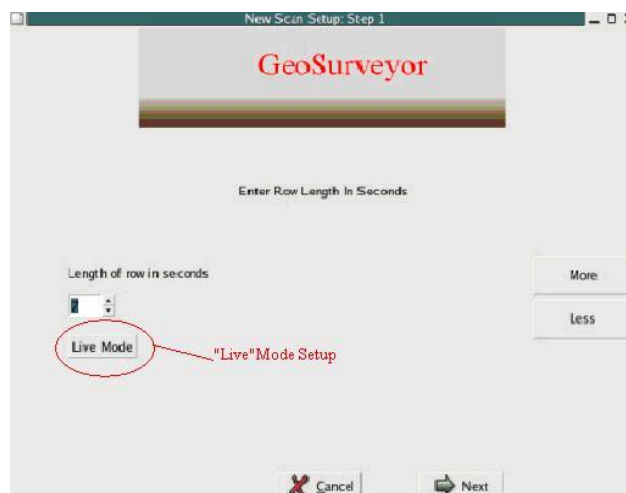 New Scan Setup: Step 1
GeoSurveyor
Enter Row Length In Seconds
Length of row in seconds
More
7
Less
Live Mode
"Live"Mode Setup
Cancel
Next